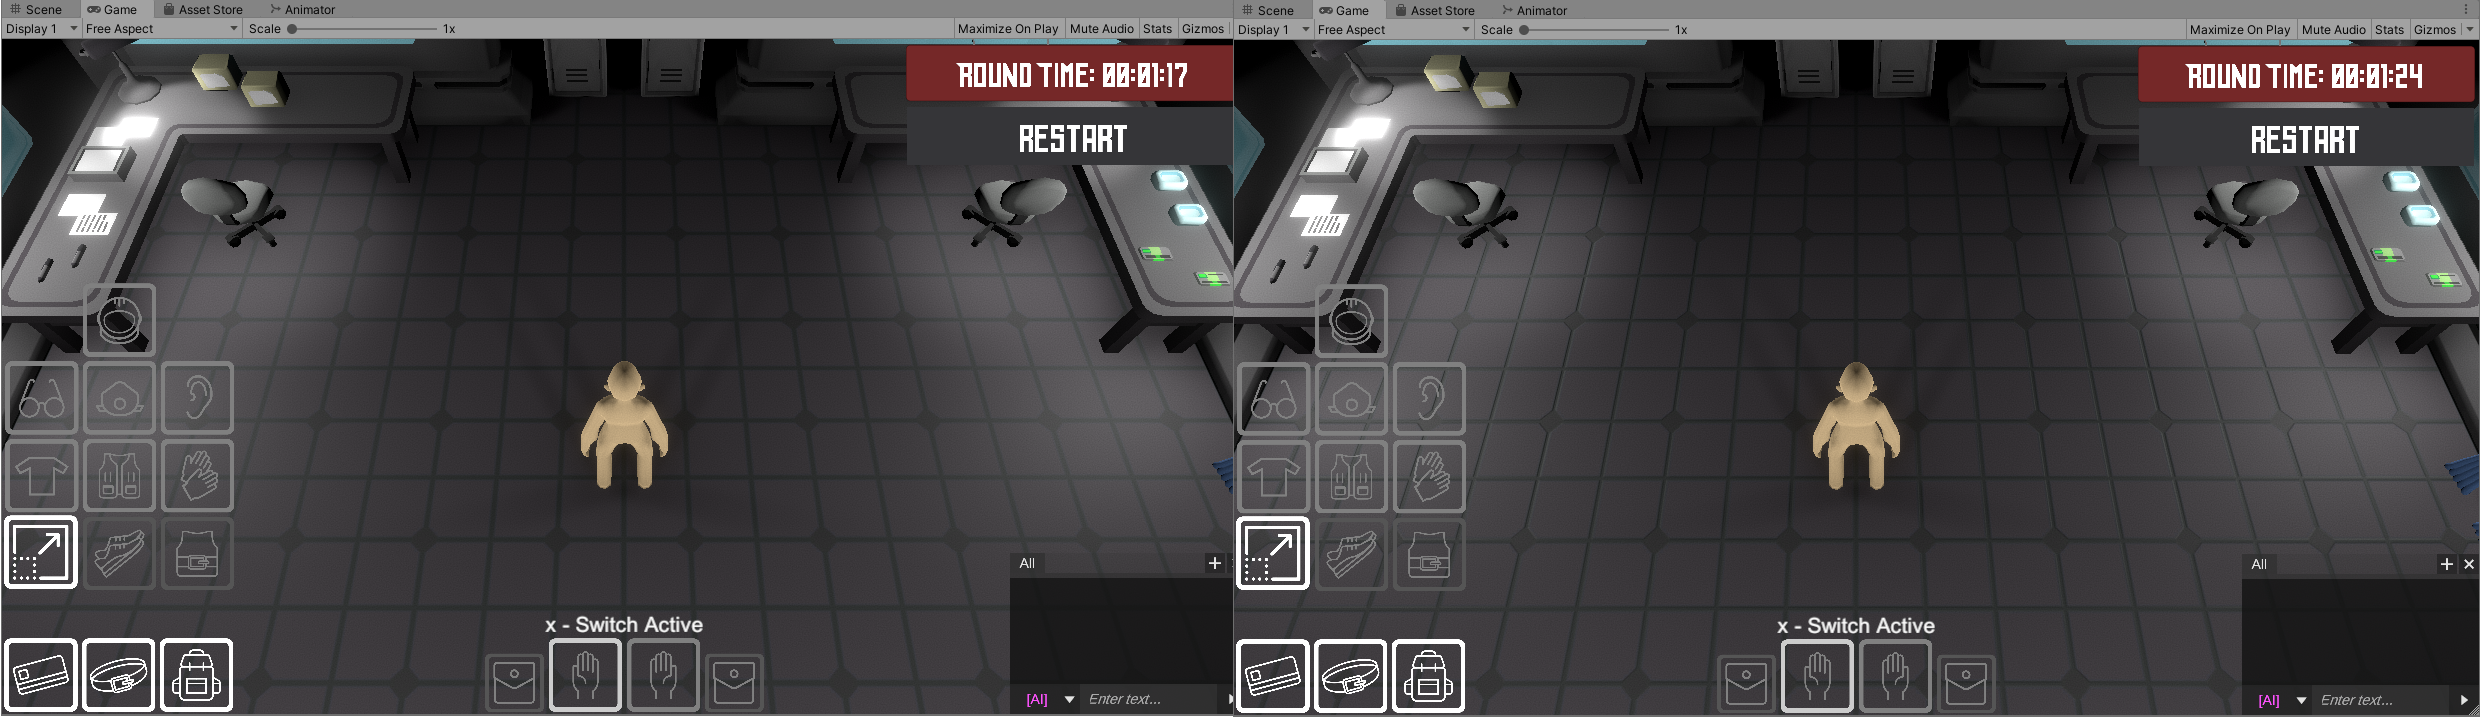 Scene Game Asset Store Animator
Display 1 Free Aspect Scale 1x Maximize On Play Mute Audio Stats Gizmos
ROUND TIME: 00:01:17
RESTART
All +
x - Switch Active
[All] Enter text...
Scene Game Asset Store Animator
Display 1 Free Aspect Scale 1x Maximize On Play Mute Audio Stats Gizmos
ROUND TIME: 00:01:24
RESTART
All + ×
x - Switch Active
[All] Enter text...